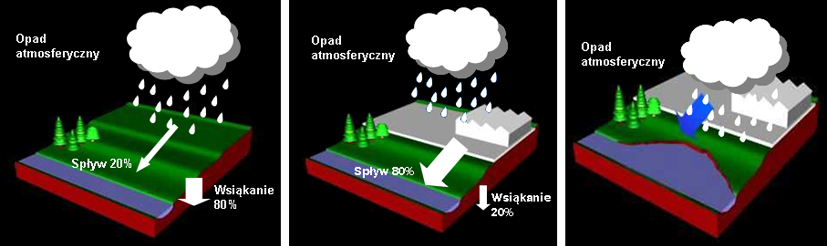 Opad
atmosferyczny
Spływ 20%
Wsiąkanie
80%
Opad
atmosferyczny
Spływ 80%
Wsiąkanie
20%
Opad
atmosferyczny